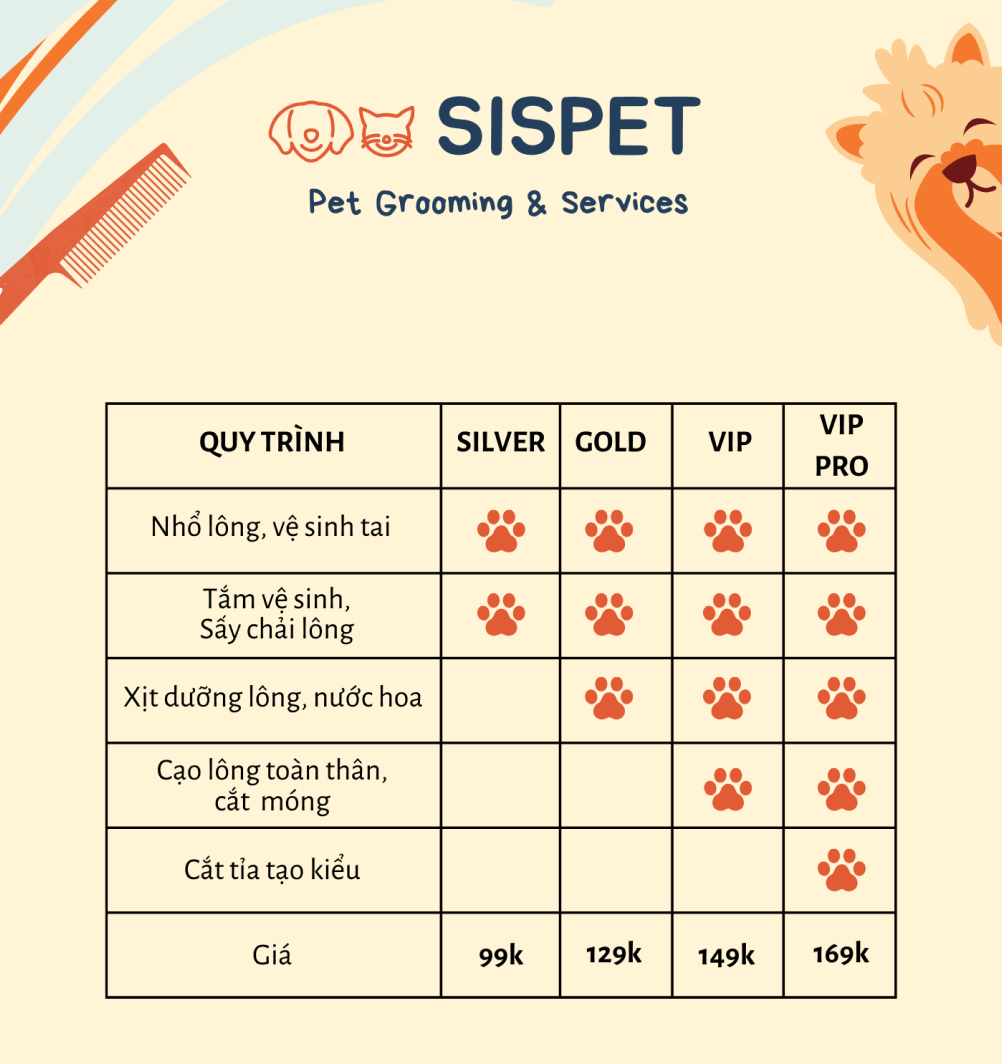 SISPET
Pet Grooming & Services
QUY TRÌNH SILVER GOLD VIP VIP PRO
Nhổ lông, vệ sinh tai
Tắm vệ sinh,
Sấy chải lông
Xịt dưỡng lông, nước hoa
Cạo lông toàn thân,
cắt móng
Cắt tỉa tạo kiểu
Giá 99k 129k 149k 169k